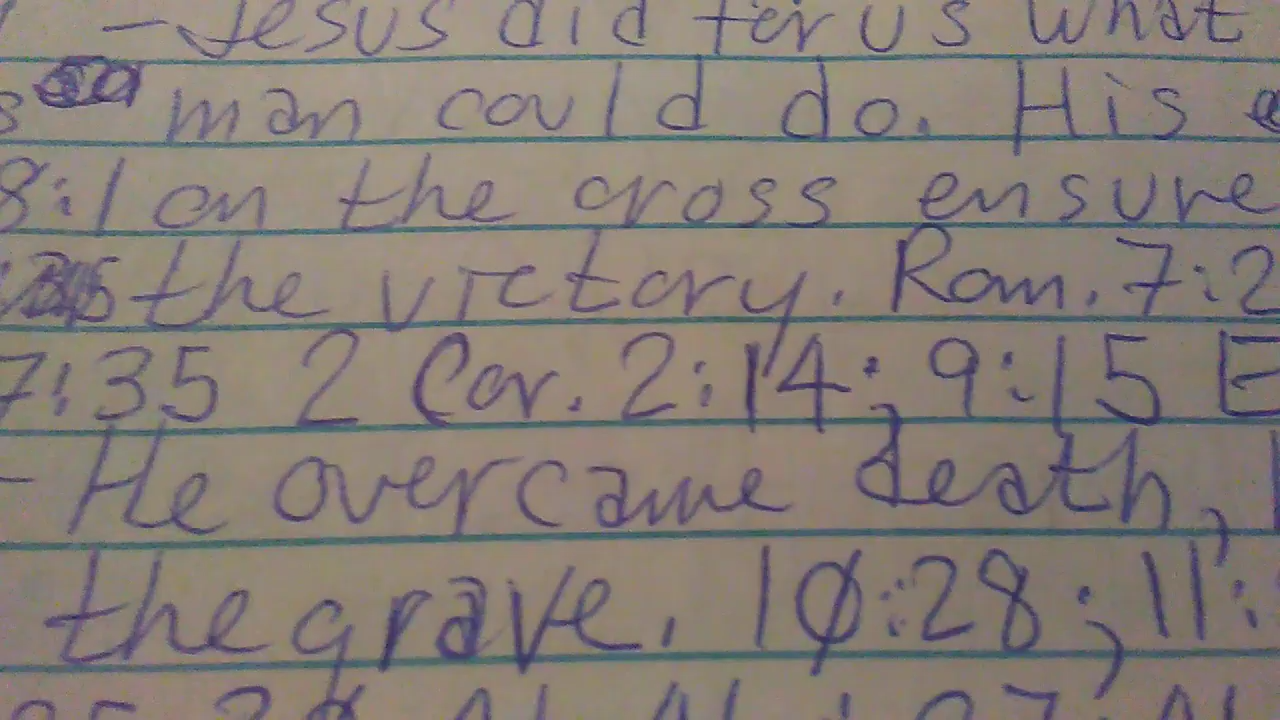 - Jesus did for us what
man could do. His
8:1 on the cross ensure
the victory. Rom. 7:2
7:35 2 Cor. 2:14; 9:15 E
- He overcame death,
the grave. 10:28; 11: